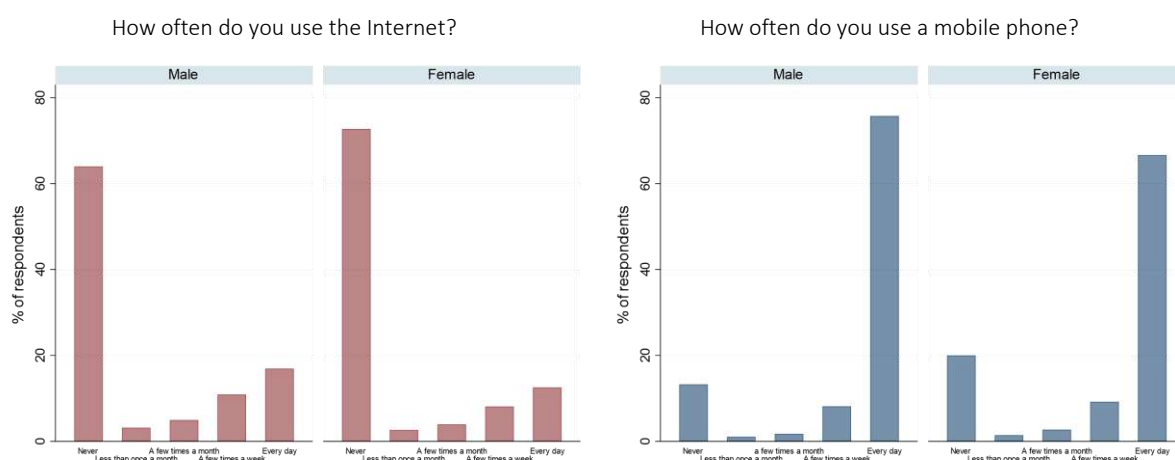 How often do you use the Internet?
Male Female
% of respondents
80
60
40
20
0
Never A few times a month Every day Never A few times a month Every day
Less than once a month A few times a week Less than once a month A few times a week
How often do you use a mobile phone?
Male Female
% of respondents
80
60
40
20
0
Never a few times a month Every day Never A few times a month Every day
Less than once a month A few times a week Less than once a month A few times a week